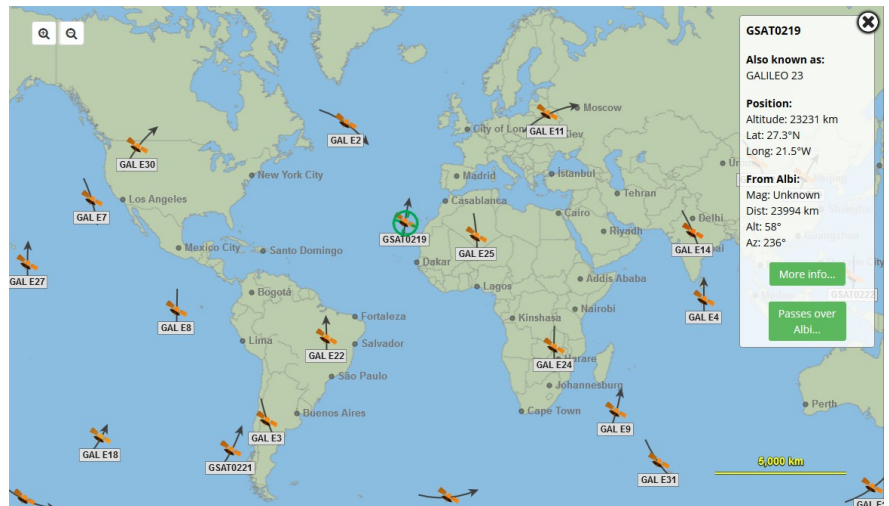 GSAT0219
Also known as:
GALILEO 23
Position:
Altitude: 23231 km
Lat: 27.3°N
Long: 21.5°W
From Albi:
Mag: Unknown
Dist: 23994 km
Alt: 58°
Az: 236°
More info...
Passes over
Albi...
Moscow
GAL E2
GAL E11
City of Lon
iev
GAL E30
New York City
Madrid
Istanbul
Tehran
Los Angeles
GAL E7
Casablanca
Cairo
Delhi
GSAT0219
GAL E25
Riyadh
GAL E14
Mexico City
Santo Domingo
Dakar
GAL E27
Addis Ababa
Bogotá
Lagos
GSAT0222
GAL E8
Fortaleza
Kinshasa
Nairobi
GAL E4
Lima
GAL E22
Salvador
Harare
GAL E24
São Paulo
Johannesburg
Buenos Aires
Cape Town
Perth
GAL E3
GAL E9
GAL E18
GSAT0221
5,000 km
GAL E31